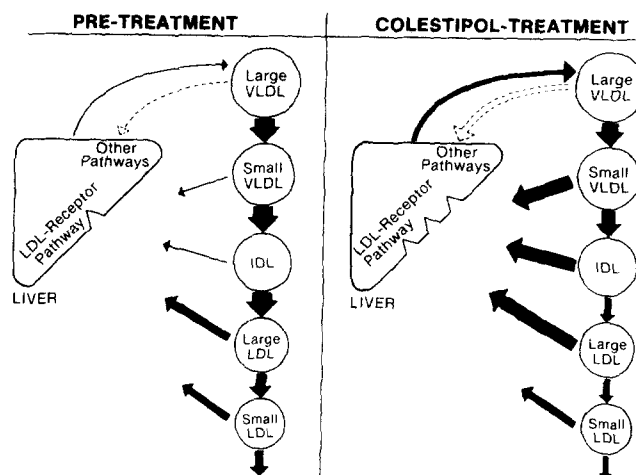 PRE-TREATMENT
Large
VLDL
Other
Pathways
Small
VLDL
LDL-Receptor
Pathway
IDL
LIVER
Large
LDL
Small
LDL
COLESTIPOL-TREATMENT
Large
VLDL
Other
Pathways
Small
VLDL
LDL-Receptor
Pathway
IDL
LIVER
Large
LDL
Small
LDL